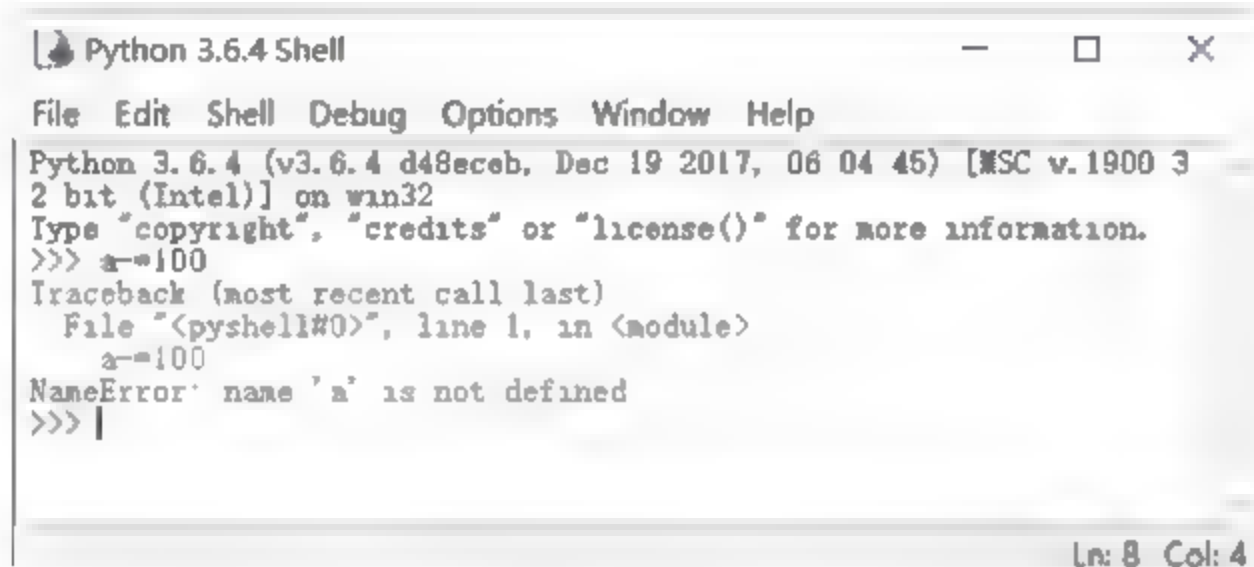 Python 3.6.4 Shell
File Edit Shell Debug Options Window Help
Python 3.6.4 (v3.6.4 d48eceb, Dec 19 2017, 06 04 45) [MSC v.1900 3
2 bit (Intel)] on win32
Type "copyright", "credits" or "license()" for more information.
>>> a-=100
Traceback (most recent call last)
File "<pyshell#0>", line 1, in <module>
a-=100
NameError: name 'a' is not defined
>>>
Ln: 8 Col: 4